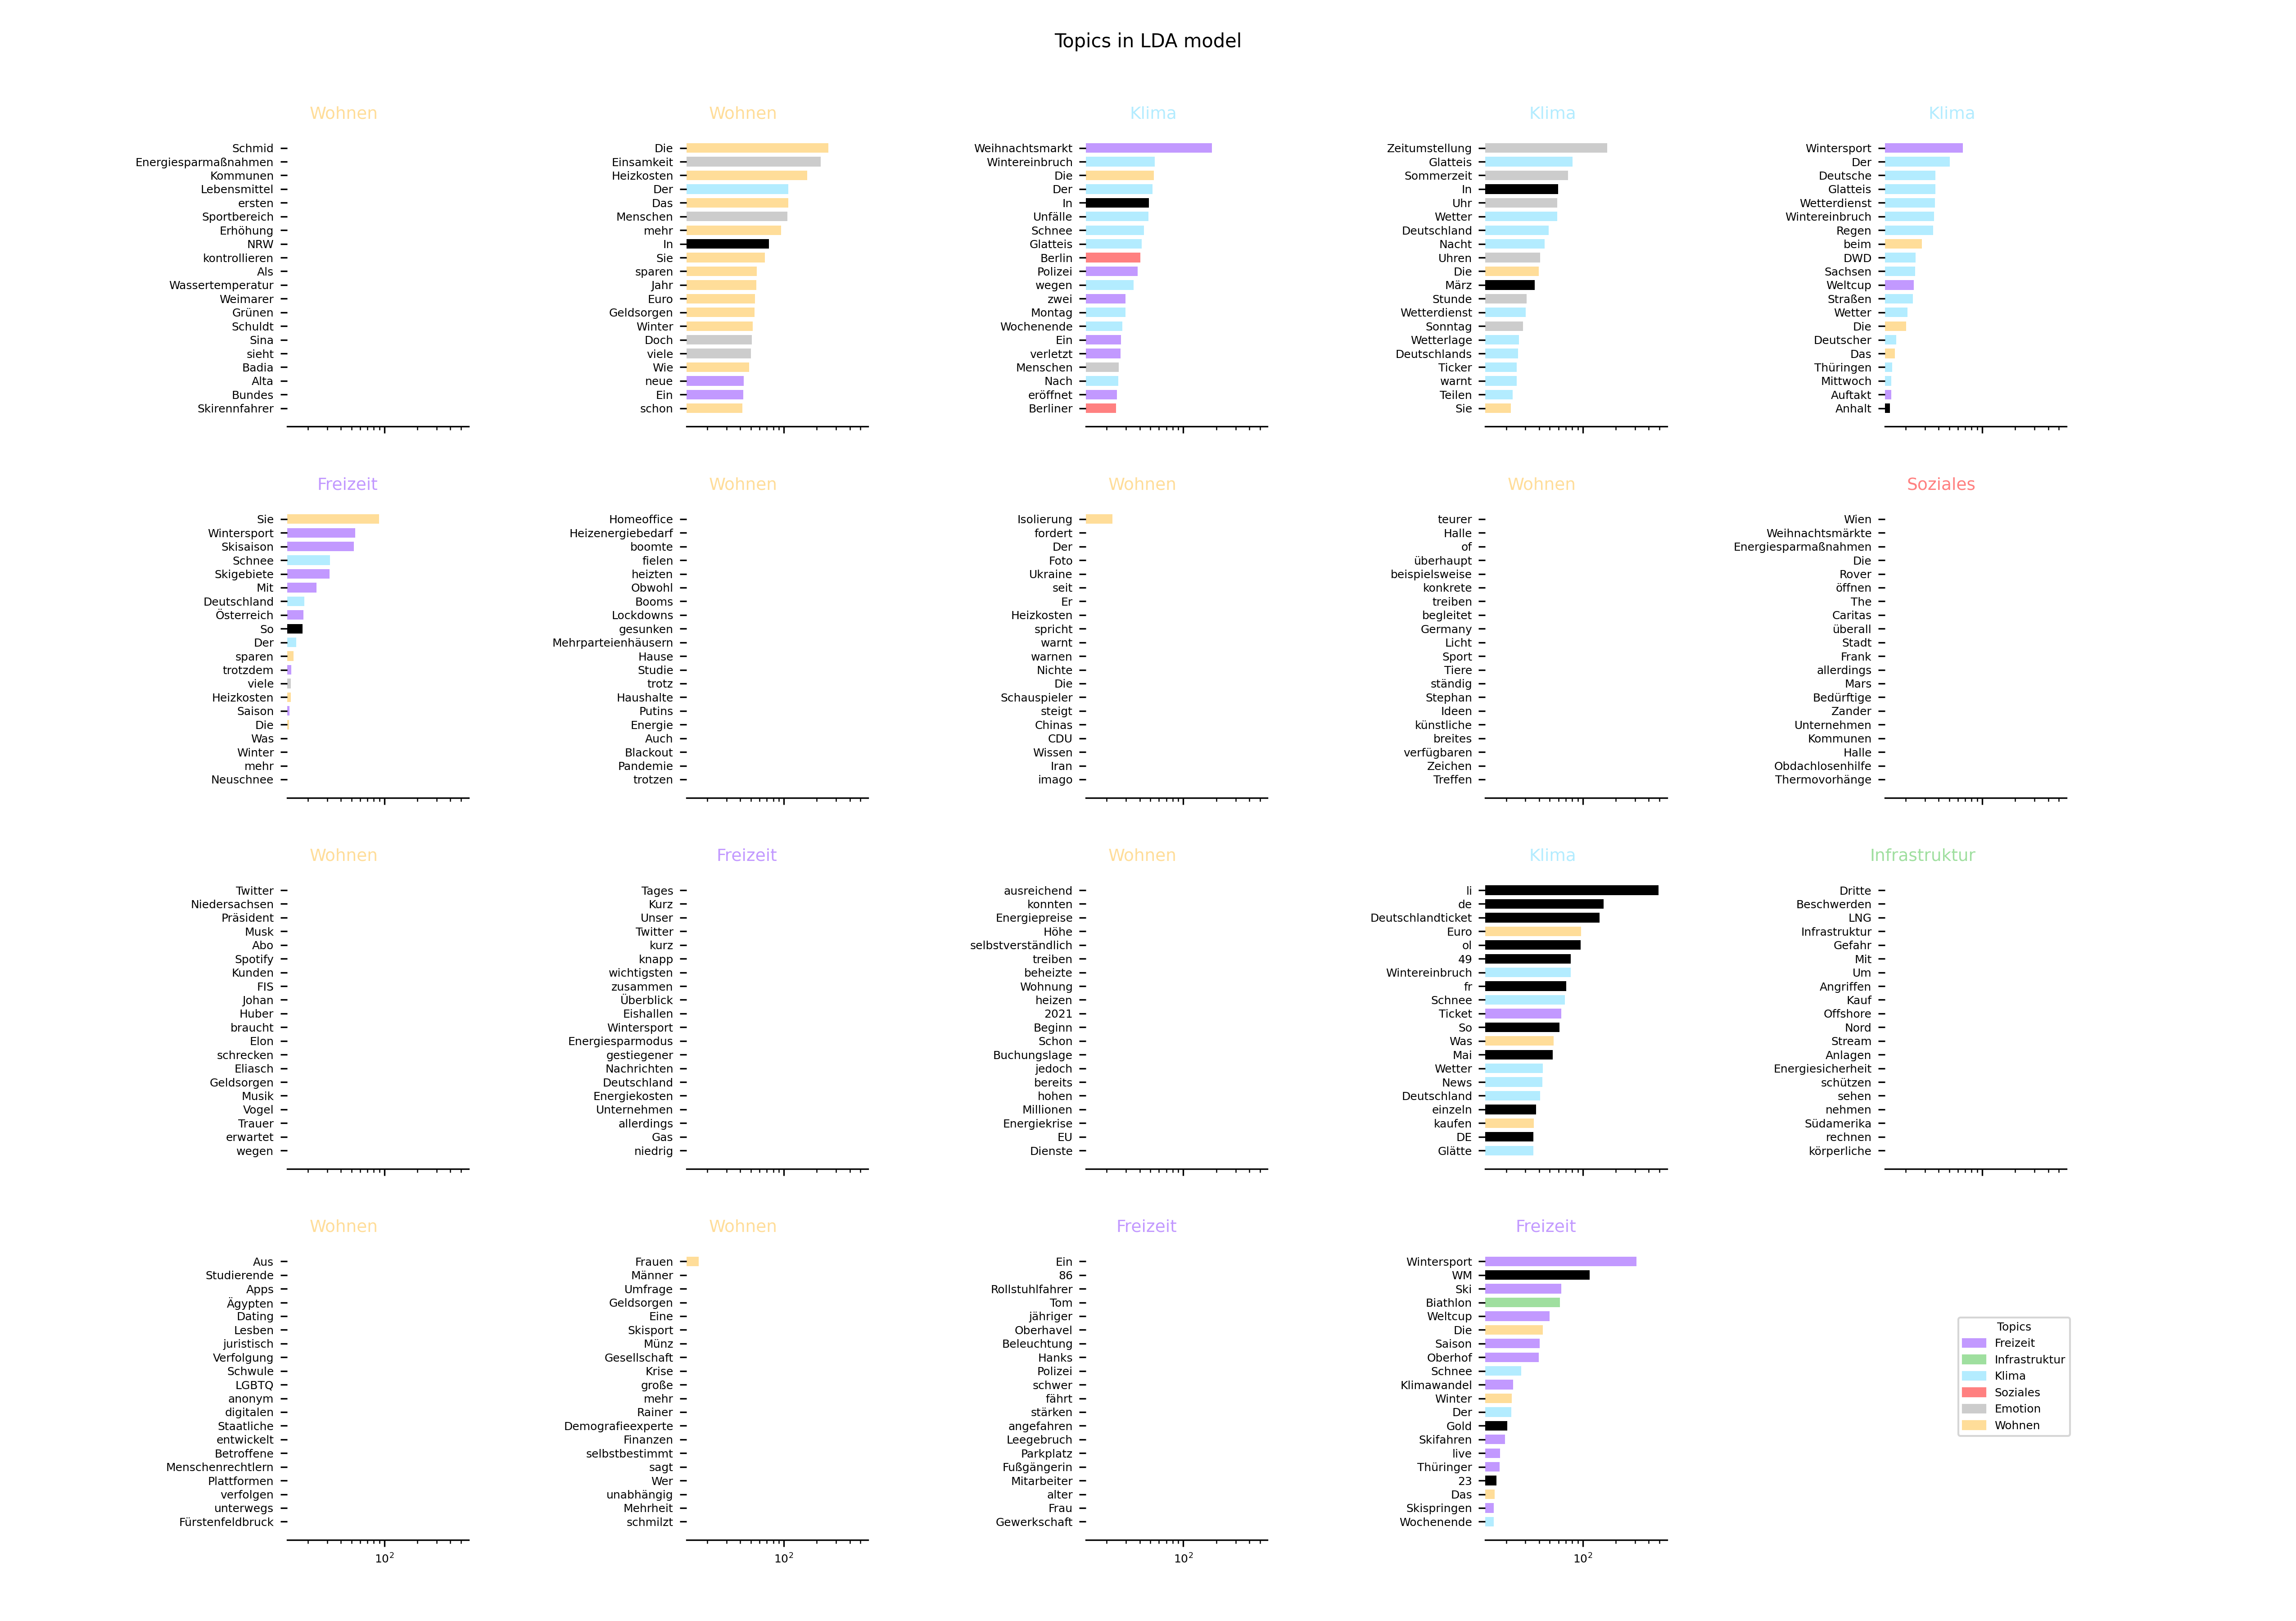 Topics in LDA model
Wohnen
Schmid
Energiesparmaßnahmen
Kommunen
Lebensmittel
ersten
Sportbereich
Erhöhung
NRW
kontrollieren
Als
Wassertemperatur
Weimarer
Grünen
Schuldt
Sina
sieht
Badia
Alta
Bundes
Skirennfahrer
Wohnen
Die
Einsamkeit
Heizkosten
Der
Das
Menschen
mehr
In
Sie
sparen
Jahr
Euro
Geldsorgen
Winter
Doch
viele
Wie
neue
Ein
schon
Klima
Weihnachtsmarkt
Wintereinbruch
Die
Der
In
Unfälle
Schnee
Glatteis
Berlin
Polizei
wegen
zwei
Montag
Wochenende
Ein
verletzt
Menschen
Nach
eröffnet
Berliner
Klima
Zeitumstellung
Glatteis
Sommerzeit
In
Uhr
Wetter
Deutschland
Nacht
Uhren
Die
März
Stunde
Wetterdienst
Sonntag
Wetterlage
Deutschlands
Ticker
warnt
Teilen
Sie
Klima
Wintersport
Der
Deutsche
Glatteis
Wetterdienst
Wintereinbruch
Regen
beim
DWD
Sachsen
Weltcup
Straßen
Wetter
Die
Deutscher
Das
Thüringen
Mittwoch
Auftakt
Anhalt
Freizeit
Sie
Wintersport
Skisaison
Schnee
Skigebiete
Mit
Deutschland
Österreich
So
Der
sparen
trotzdem
viele
Heizkosten
Saison
Die
Was
Winter
mehr
Neuschnee
Wohnen
Homeoffice
Heizenergiebedarf
boomte
fielen
heizten
Obwohl
Booms
Lockdowns
gesunken
Mehrparteienhäusern
Hause
Studie
trotz
Haushalte
Putins
Energie
Auch
Blackout
Pandemie
trotzen
Wohnen
Isolierung
fordert
Der
Foto
Ukraine
seit
Er
Heizkosten
spricht
warnt
warnen
Nichte
Die
Schauspieler
steigt
Chinas
CDU
Wissen
Iran
imago
Wohnen
teurer
Halle
of
überhaupt
beispielsweise
konkrete
treiben
begleitet
Germany
Licht
Sport
Tiere
ständig
Stephan
Ideen
künstliche
breites
verfügbaren
Zeichen
Treffen
Soziales
Wien
Weihnachtsmärkte
Energiesparmaßnahmen
Die
Rover
öffnen
The
Caritas
überall
Stadt
Frank
allerdings
Mars
Bedürftige
Zander
Unternehmen
Kommunen
Halle
Obdachlosenhilfe
Thermovorhänge
Wohnen
Twitter
Niedersachsen
Präsident
Musk
Abo
Spotify
Kunden
FIS
Johan
Huber
braucht
Elon
schrecken
Eliasch
Geldsorgen
Musik
Vogel
Trauer
erwartet
wegen
Freizeit
Tages
Kurz
Unser
Twitter
kurz
knapp
wichtigsten
zusammen
Überblick
Eishallen
Wintersport
Energiesparmodus
gestiegener
Nachrichten
Deutschland
Energiekosten
Unternehmen
allerdings
Gas
niedrig
Wohnen
ausreichend
konnten
Energiepreise
Höhe
selbstverständlich
treiben
beheizte
Wohnung
heizen
2021
Beginn
Schon
Buchungslage
jedoch
bereits
hohen
Millionen
Energiekrise
EU
Dienste
Klima
li
de
Deutschlandticket
Euro
ol
49
Wintereinbruch
fr
Schnee
Ticket
So
Was
Mai
Wetter
News
Deutschland
einzeln
kaufen
DE
Glätte
Infrastruktur
Dritte
Beschwerden
LNG
Infrastruktur
Gefahr
Mit
Um
Angriffen
Kauf
Offshore
Nord
Stream
Anlagen
Energiesicherheit
schützen
sehen
nehmen
Südamerika
rechnen
körperliche
Wohnen
Aus
Studierende
Apps
Ägypten
Dating
Lesben
juristisch
Verfolgung
Schwule
LGBTQ
anonym
digitalen
Staatliche
entwickelt
Betroffene
Menschenrechtlern
Plattformen
verfolgen
unterwegs
Fürstenfeldbruck
10²
Wohnen
Frauen
Männer
Umfrage
Geldsorgen
Eine
Skisport
Münz
Gesellschaft
Krise
große
mehr
Rainer
Demografieexperte
Finanzen
selbstbestimmt
sagt
Wer
unabhängig
Mehrheit
schmilzt
10²
Freizeit
Ein
86
Rollstuhlfahrer
Tom
jähriger
Oberhavel
Beleuchtung
Hanks
Polizei
schwer
fährt
stärken
angefahren
Leegebruch
Parkplatz
Fußgängerin
Mitarbeiter
alter
Frau
Gewerkschaft
10²
Freizeit
Wintersport
WM
Ski
Biathlon
Weltcup
Die
Saison
Oberhof
Schnee
Klimawandel
Winter
Der
Gold
Skifahren
live
Thüringer
23
Das
Skispringen
Wochenende
10²
Topics
Freizeit
Infrastruktur
Klima
Soziales
Emotion
Wohnen